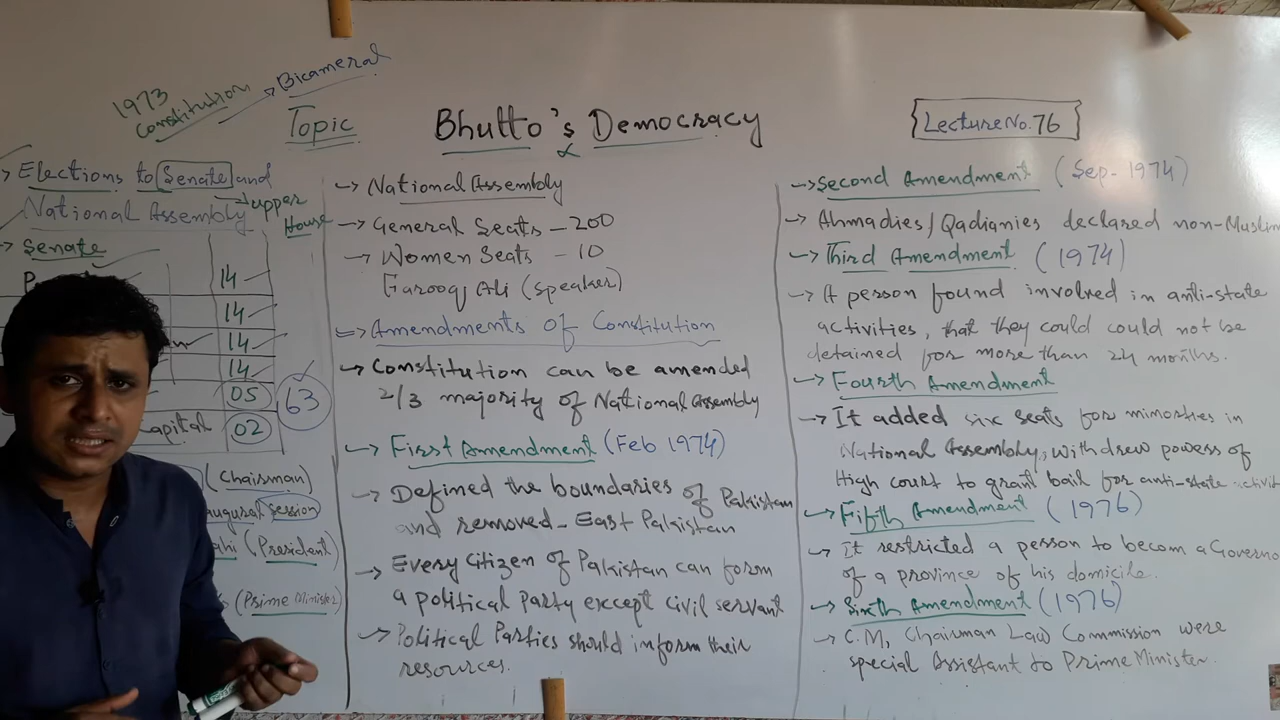 1973
Constitution → Bicameral
Topic
Bhutto's Democracy
Lecture No. 76
→ Elections to Senate and
National Assembly
→ upper
House
→ Senate
14
14
14
14
05
63
Capital 02
(Chairman)
Session
(President)
(Prime Minister)
→ National Assembly
→ General Seats - 200
→ Women Seats - 10
Farooq Ali (Speaker)
→ Amendments of Constitution
→ Constitution can be amended
2/3 majority of National Assembly
→ First Amendment (Feb 1974)
→ Defined the boundaries of Pakistan
and removed - East Pakistan
→ Every Citizen of Pakistan can form
a political party except civil servant
→ Political Parties should inform their
resources.
→ Second Amendment (Sep - 1974)
→ Ahmadies/Qadianies declared non-Muslim
→ Third Amendment (1974)
→ A person found involved in anti-state
activities, that they could could not be
detained for more than 24 months.
→ Fourth Amendment
→ It added six seats for minorties in
National Assembly, withdrew powers of
High court to grant bail for anti-state activit
→ Fifth Amendment (1976)
→ It restricted a person to becom a Governo
of a province of his domicile.
→ Sixth Amendment (1976)
→ C.M, Chairman Law Commission were
special Assistant to Prime Minister.